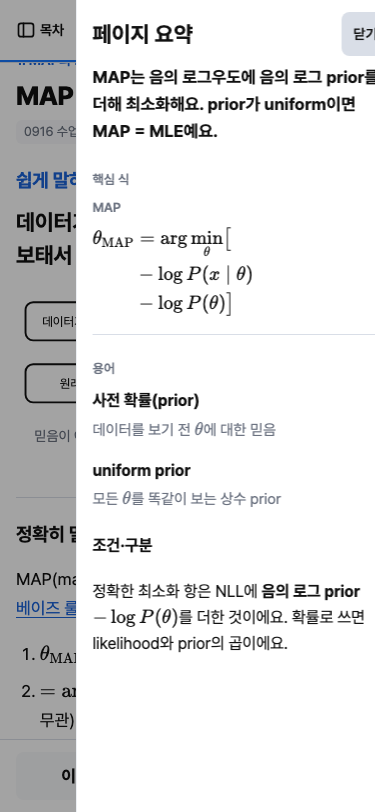 목차
페이지 요약
닫기
MAP는 음의 로그우도에 음의 로그 prior를
더해 최소화해요. prior가 uniform이면
MAP = MLE예요.
핵심 식
MAP
θ_MAP = arg min_θ [
− log P(x | θ)
− log P(θ)]
용어
사전 확률(prior)
데이터를 보기 전 θ에 대한 믿음
uniform prior
모든 θ를 똑같이 보는 상수 prior
조건·구분
정확한 최소화 항은 NLL에 음의 로그 prior
− log P(θ)를 더한 것이에요. 확률로 쓰면
likelihood와 prior의 곱이에요.
MAP
0916 수업
쉽게 말하
데이터
보태서
데이터
원래
믿음이
정확히
MAP(ma
베이즈 룰
1. θ_MAP
2. = ar
무관)
이